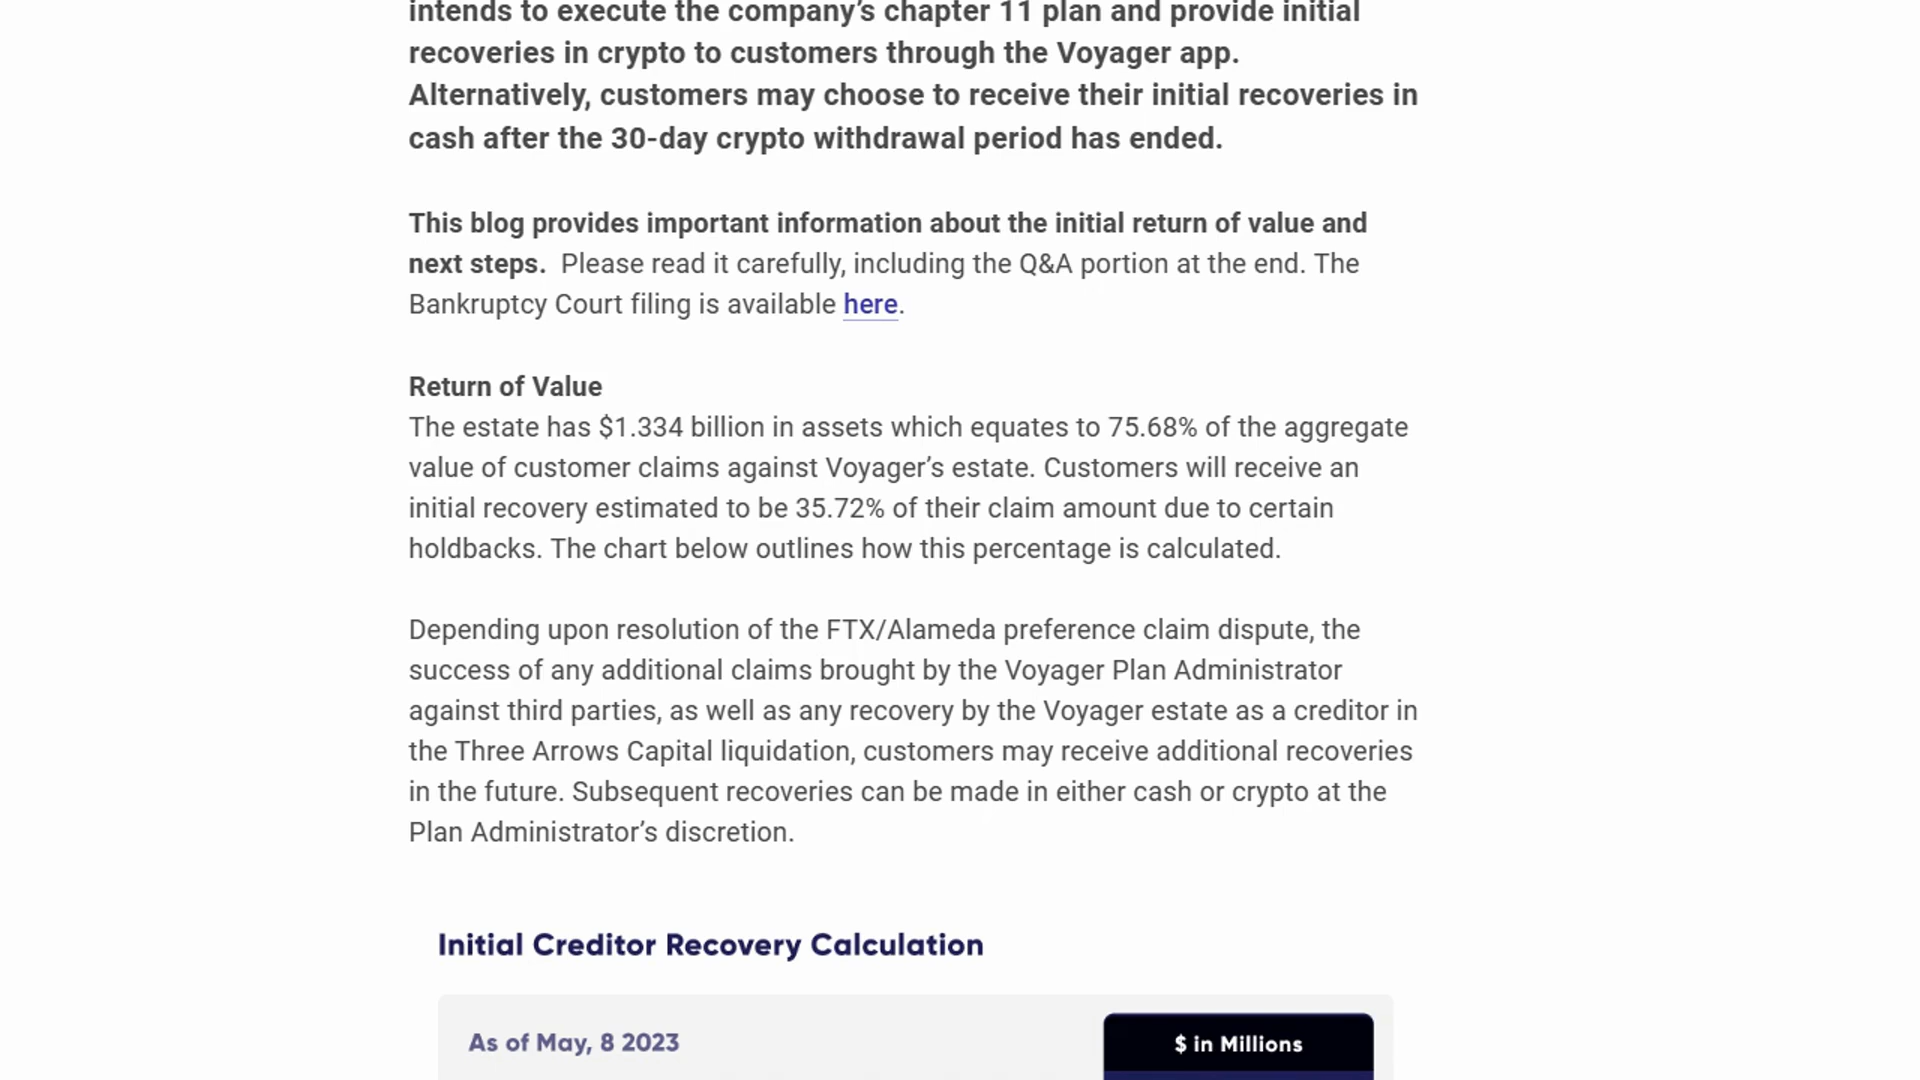 intends to execute the company’s chapter 11 plan and provide initial
recoveries in crypto to customers through the Voyager app.
Alternatively, customers may choose to receive their initial recoveries in
cash after the 30-day crypto withdrawal period has ended.
This blog provides important information about the initial return of value and
next steps.  Please read it carefully, including the Q&A portion at the end. The
Bankruptcy Court filing is available here.
Return of Value
The estate has $1.334 billion in assets which equates to 75.68% of the aggregate
value of customer claims against Voyager’s estate. Customers will receive an
initial recovery estimated to be 35.72% of their claim amount due to certain
holdbacks. The chart below outlines how this percentage is calculated.
Depending upon resolution of the FTX/Alameda preference claim dispute, the
success of any additional claims brought by the Voyager Plan Administrator
against third parties, as well as any recovery by the Voyager estate as a creditor in
the Three Arrows Capital liquidation, customers may receive additional recoveries
in the future. Subsequent recoveries can be made in either cash or crypto at the
Plan Administrator’s discretion.
Initial Creditor Recovery Calculation
As of May, 8 2023
$ in Millions